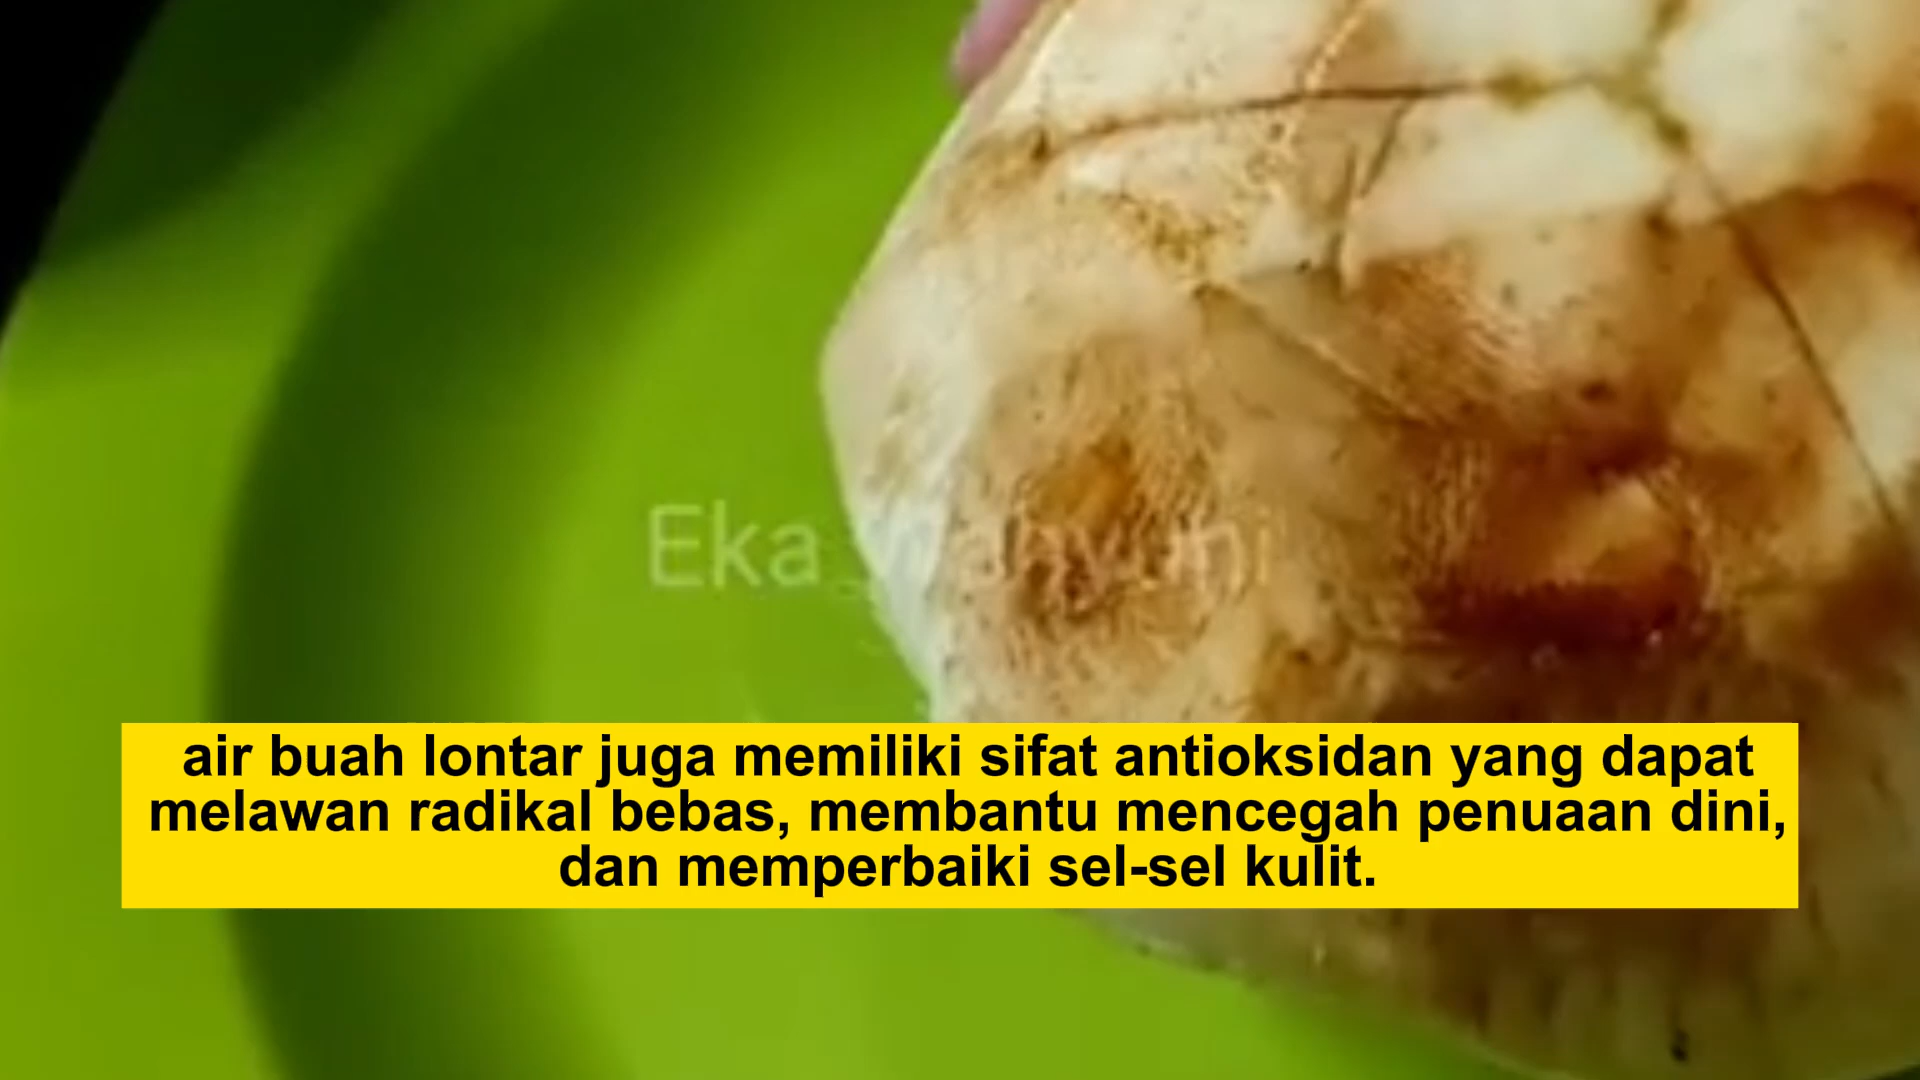 Eka Wahyuni
air buah lontar juga memiliki sifat antioksidan yang dapat
melawan radikal bebas, membantu mencegah penuaan dini,
dan memperbaiki sel-sel kulit.